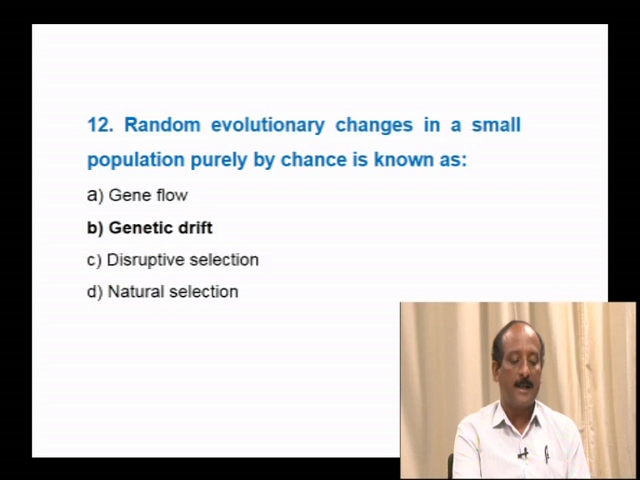 12. Random evolutionary changes in a small
population purely by chance is known as:
a) Gene flow
b) Genetic drift
c) Disruptive selection
d) Natural selection